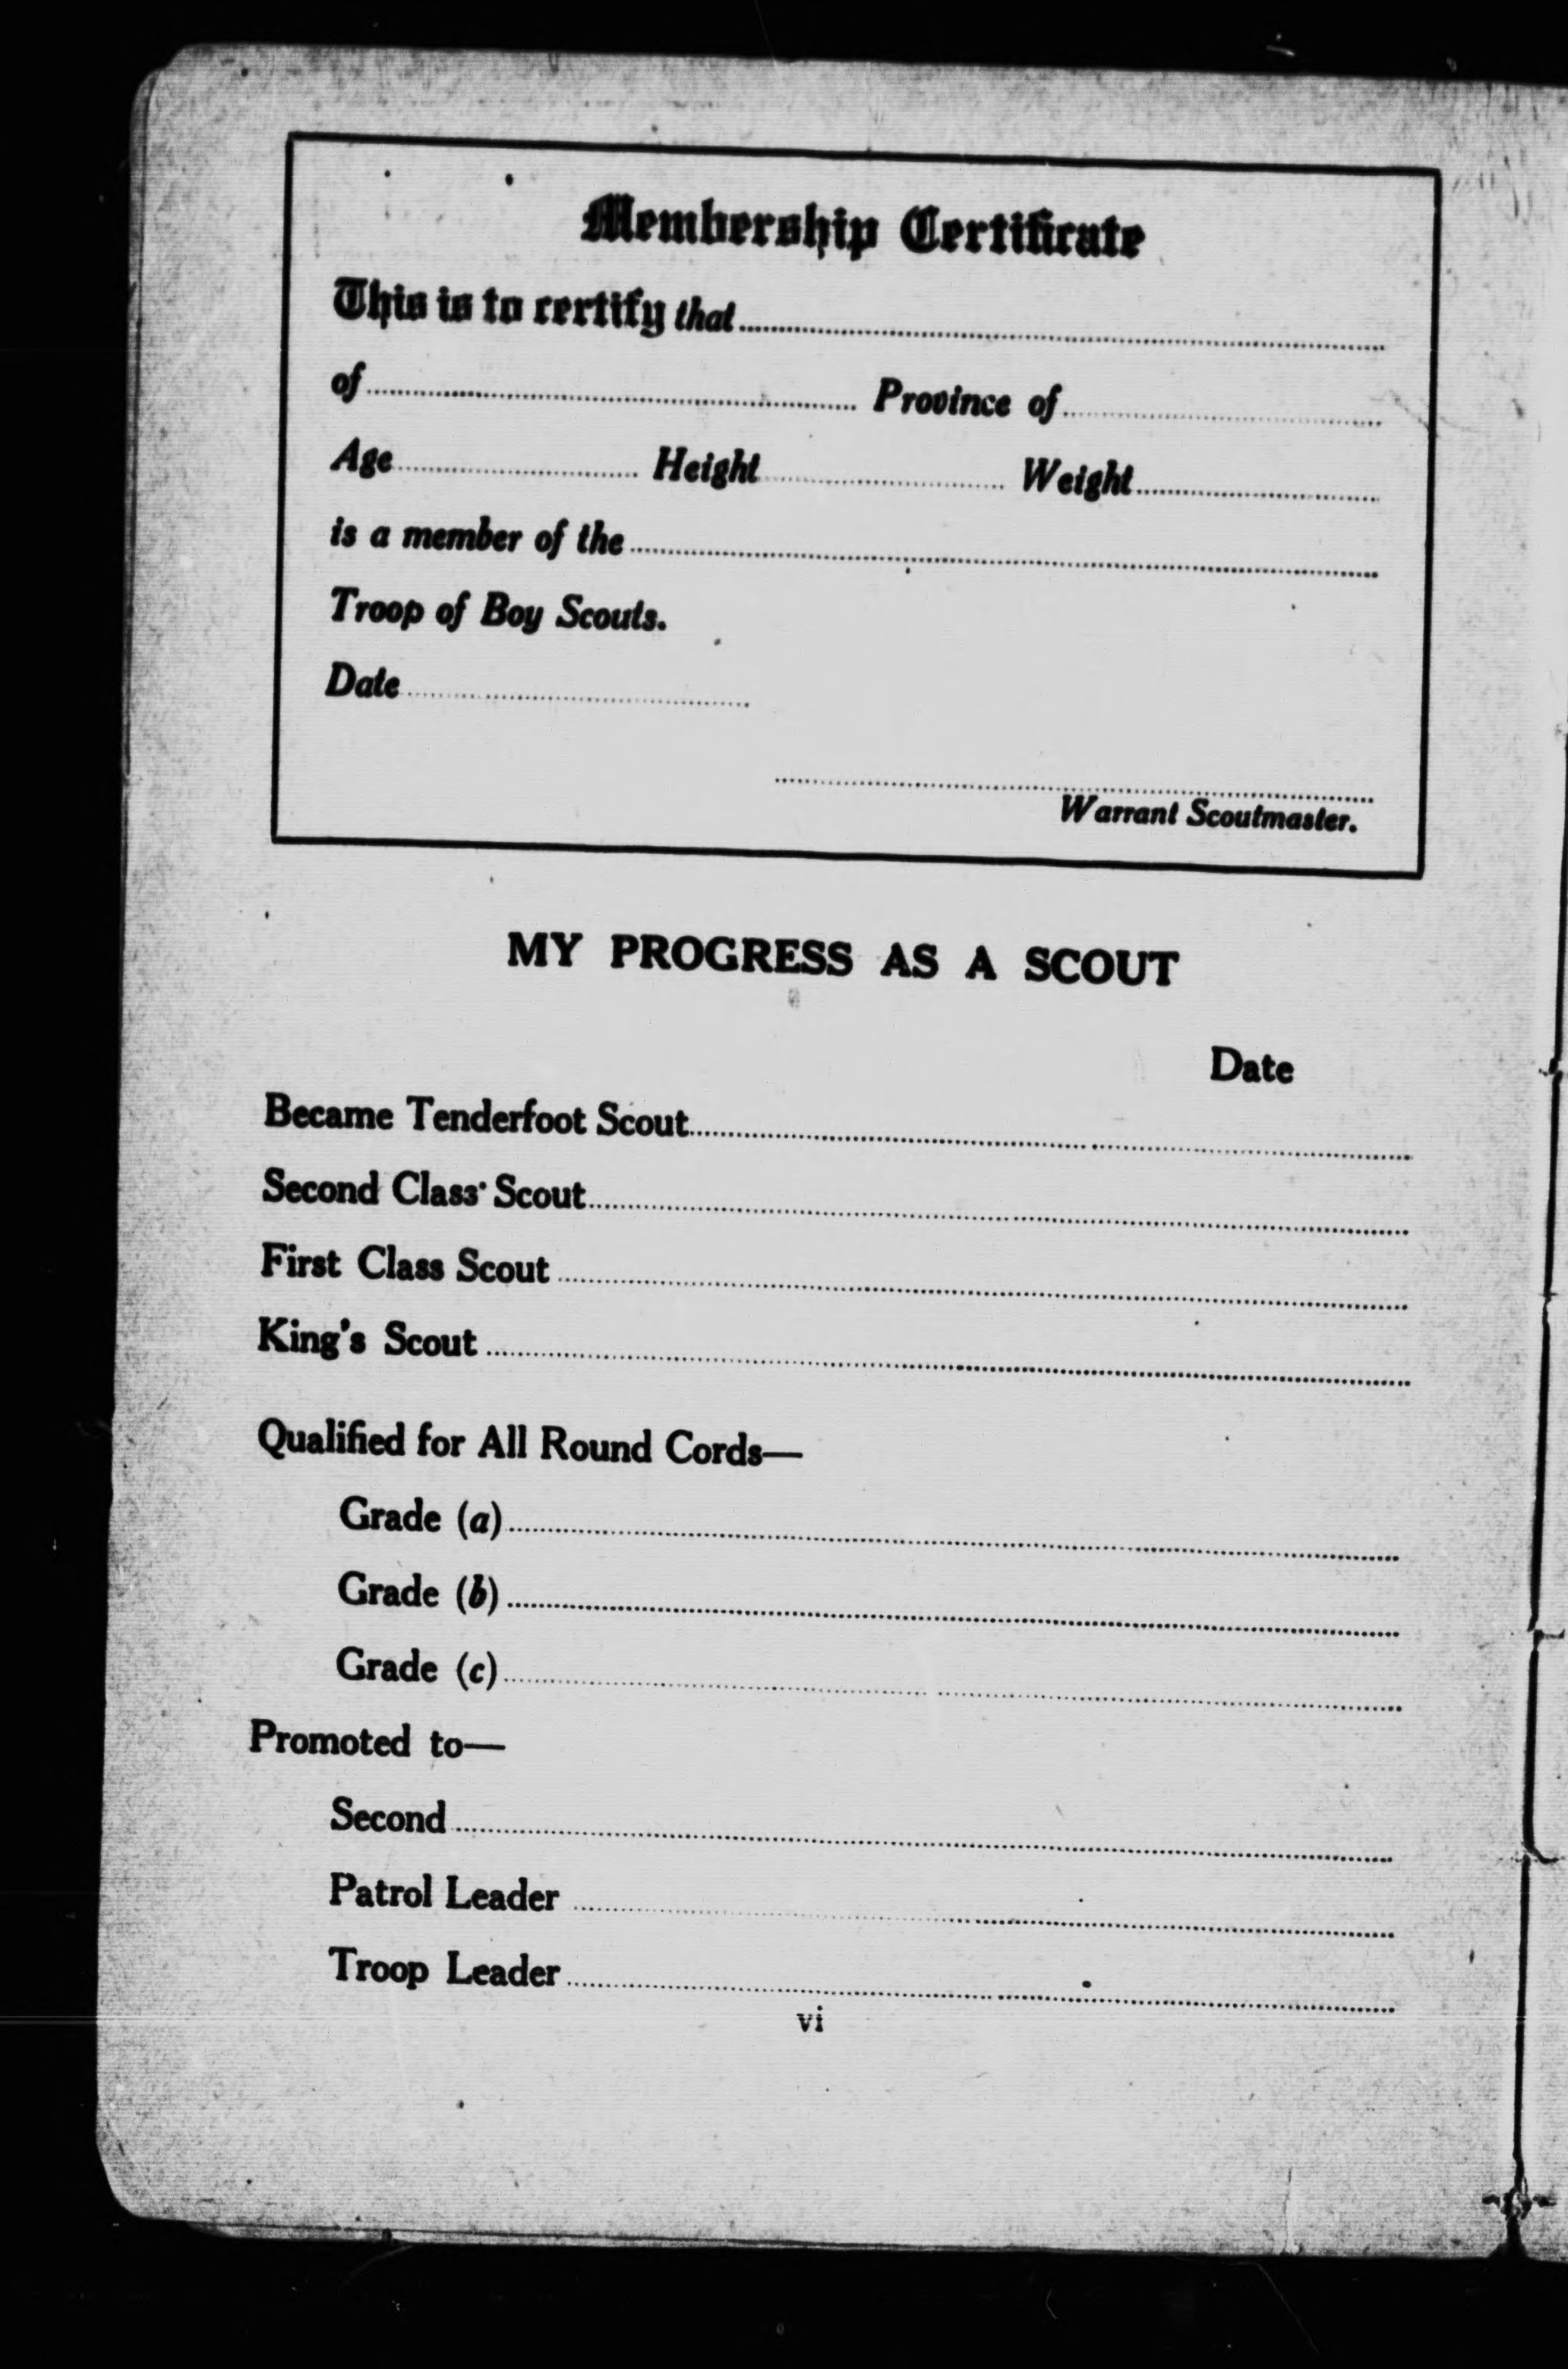 Membership Certificate
This is to certify that
of Province of
Age Height Weight
is a member of the
Troop of Boy Scouts.
Date
Warrant Scoutmaster.
MY PROGRESS AS A SCOUT
Date
Became Tenderfoot Scout
Second Class Scout
First Class Scout
King's Scout
Qualified for All Round Cords—
Grade (a)
Grade (b)
Grade (c)
Promoted to—
Second
Patrol Leader
Troop Leader
vi